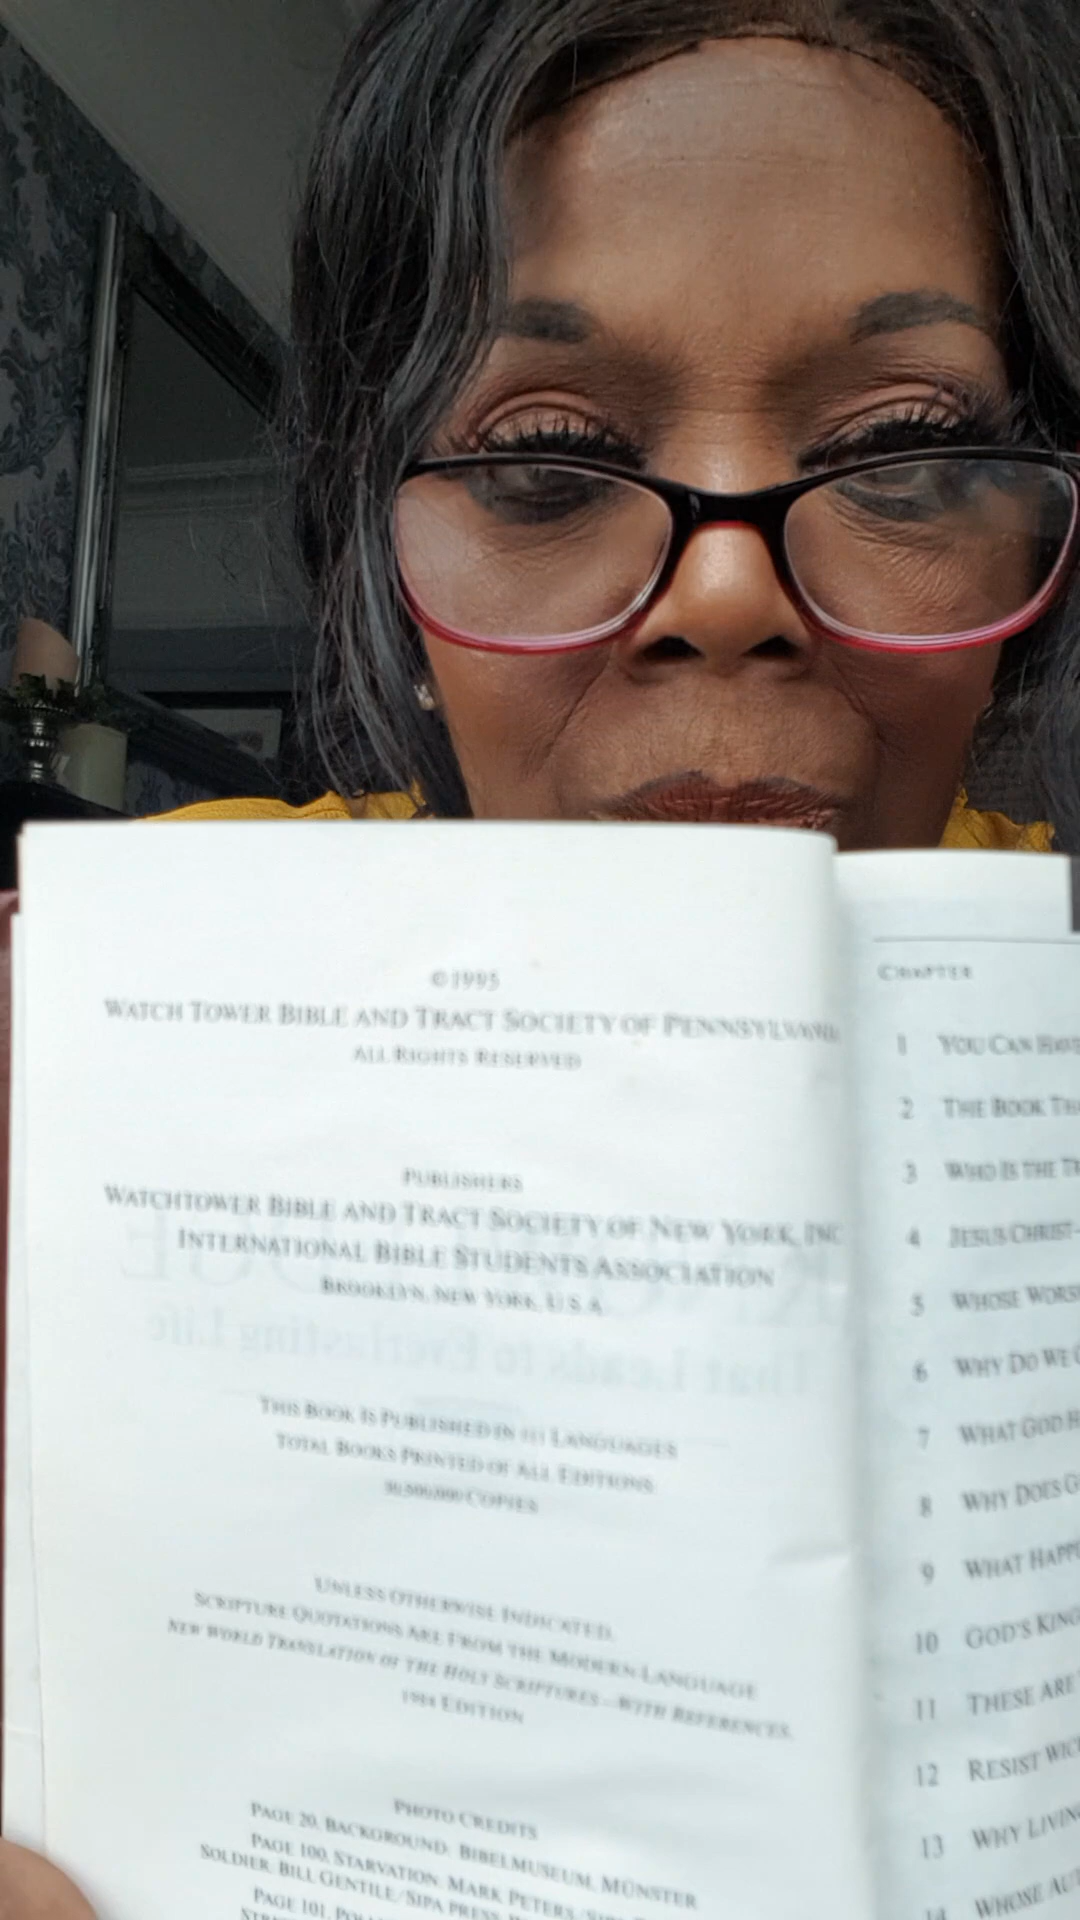 ©1995
WATCH TOWER BIBLE AND TRACT SOCIETY OF PENNSYLVANIA
ALL RIGHTS RESERVED
PUBLISHERS
WATCHTOWER BIBLE AND TRACT SOCIETY OF NEW YORK, INC
INTERNATIONAL BIBLE STUDENTS ASSOCIATION
BROOKLYN, NEW YORK, U.S.A.
THIS BOOK IS PUBLISHED IN 111 LANGUAGES
TOTAL BOOKS PRINTED OF ALL EDITIONS
COPIES
UNLESS OTHERWISE INDICATED,
SCRIPTURE QUOTATIONS ARE FROM THE MODERN-LANGUAGE
NEW WORLD TRANSLATION OF THE HOLY SCRIPTURES—WITH REFERENCES,
1984 EDITION
PHOTO CREDITS
PAGE 20, BACKGROUND: BIBELMUSEUM, MÜNSTER
PAGE 100, STARVATION: MARK PETERS/SIPA
SOLDIER: BILL GENTILE/SIPA PRESS,
PAGE 101,
CHAPTER
1 YOU CAN HAVE
2 THE BOOK
3 WHO IS THE
4 JESUS CHRIST—
5 WHOSE
6 WHY DO WE
7 WHAT GOD
8 WHY DOES
9 WHAT
10 GOD'S
11 THESE ARE
12 RESIST
13 WHY
14 WHOSE